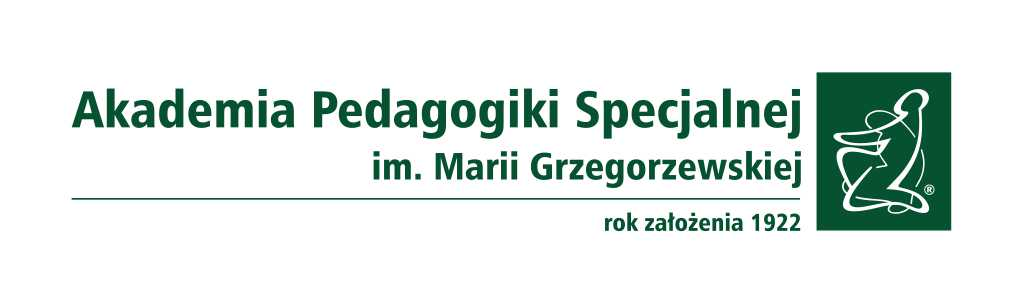 Akademia Pedagogiki Specjalnej
im. Marii Grzegorzewskiej
rok założenia 1922
®